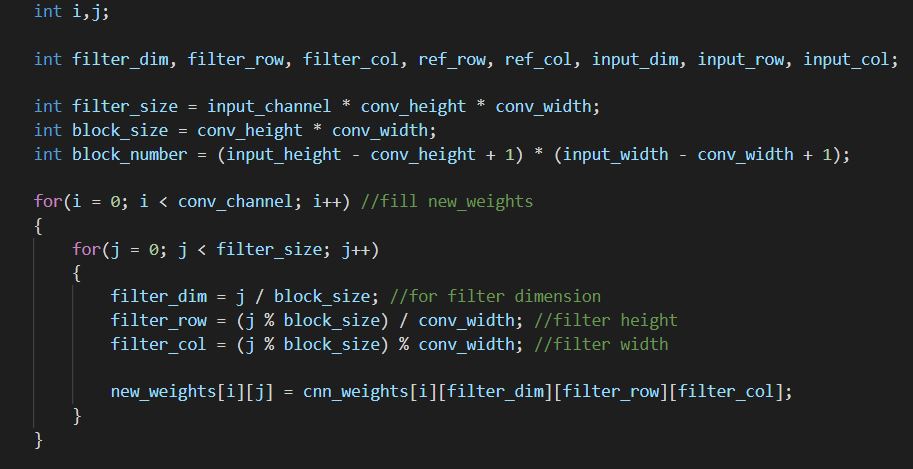 int i,j;
int filter_dim, filter_row, filter_col, ref_row, ref_col, input_dim, input_row, input_col;
int filter_size = input_channel * conv_height * conv_width;
int block_size = conv_height * conv_width;
int block_number = (input_height - conv_height + 1) * (input_width - conv_width + 1);
for(i = 0; i < conv_channel; i++) //fill new_weights
{
for(j = 0; j < filter_size; j++)
{
filter_dim = j / block_size; //for filter dimension
filter_row = (j % block_size) / conv_width; //filter height
filter_col = (j % block_size) % conv_width; //filter width
new_weights[i][j] = cnn_weights[i][filter_dim][filter_row][filter_col];
}
}